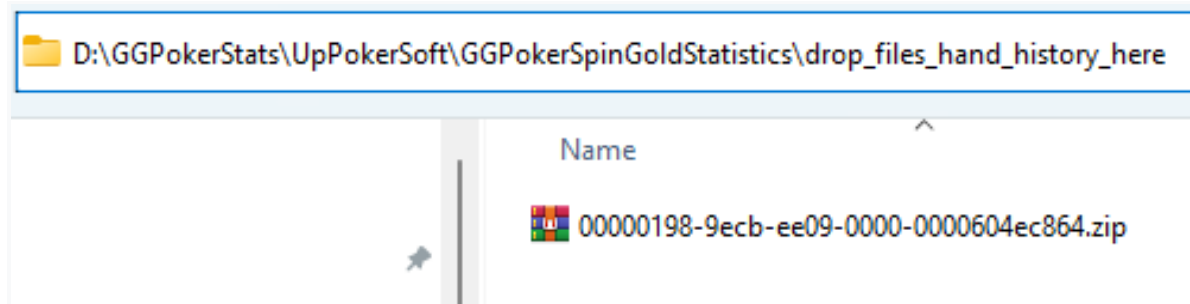 D:\GGPokerStats\UpPokerSoft\GGPokerSpinGoldStatistics\drop_files_hand_history_here
Name
00000198-9ecb-ee09-0000-0000604ec864.zip